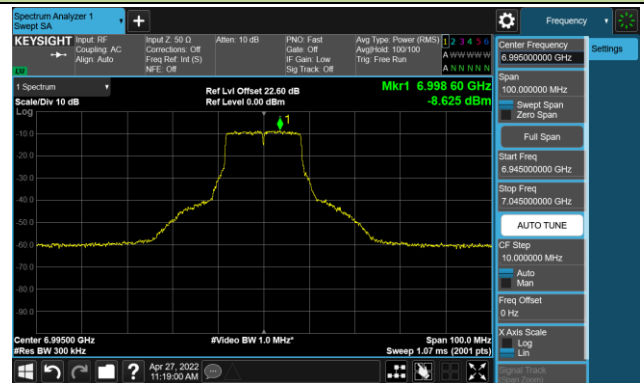 Spectrum Analyzer 1
Swept SA
+
Frequency
KEYSIGHT
Input: RF
Coupling: AC
Align: Auto
Input Z: 50 Ω
Corrections: Off
Freq Ref: Int (S)
NFE: Off
Atten: 10 dB
PNO: Fast
Gate: Off
IF Gain: Low
Sig Track: Off
Avg Type: Power (RMS)
Avg|Hold: 100/100
Trig: Free Run
1 2 3 4 5 6
A W W W W W
A N N N N N
LXI
1 Spectrum
Scale/Div 10 dB
Log
Ref Lvl Offset 22.60 dB
Ref Level 0.00 dBm
Mkr1 6.998 60 GHz
-8.625 dBm
1
-10.0
-20.0
-30.0
-40.0
-50.0
-60.0
-70.0
-80.0
-90.0
Center 6.99500 GHz
#Res BW 300 kHz
#Video BW 1.0 MHz*
Span 100.0 MHz
Sweep 1.07 ms (2001 pts)
Center Frequency
6.995000000 GHz
Span
100.000000 MHz
Swept Span
Zero Span
Full Span
Start Freq
6.945000000 GHz
Stop Freq
7.045000000 GHz
AUTO TUNE
CF Step
10.000000 MHz
Auto
Man
Freq Offset
0 Hz
X Axis Scale
Log
Lin
Signal Track
(Span Zoom)
Settings
?
Apr 27, 2022
11:19:00 AM